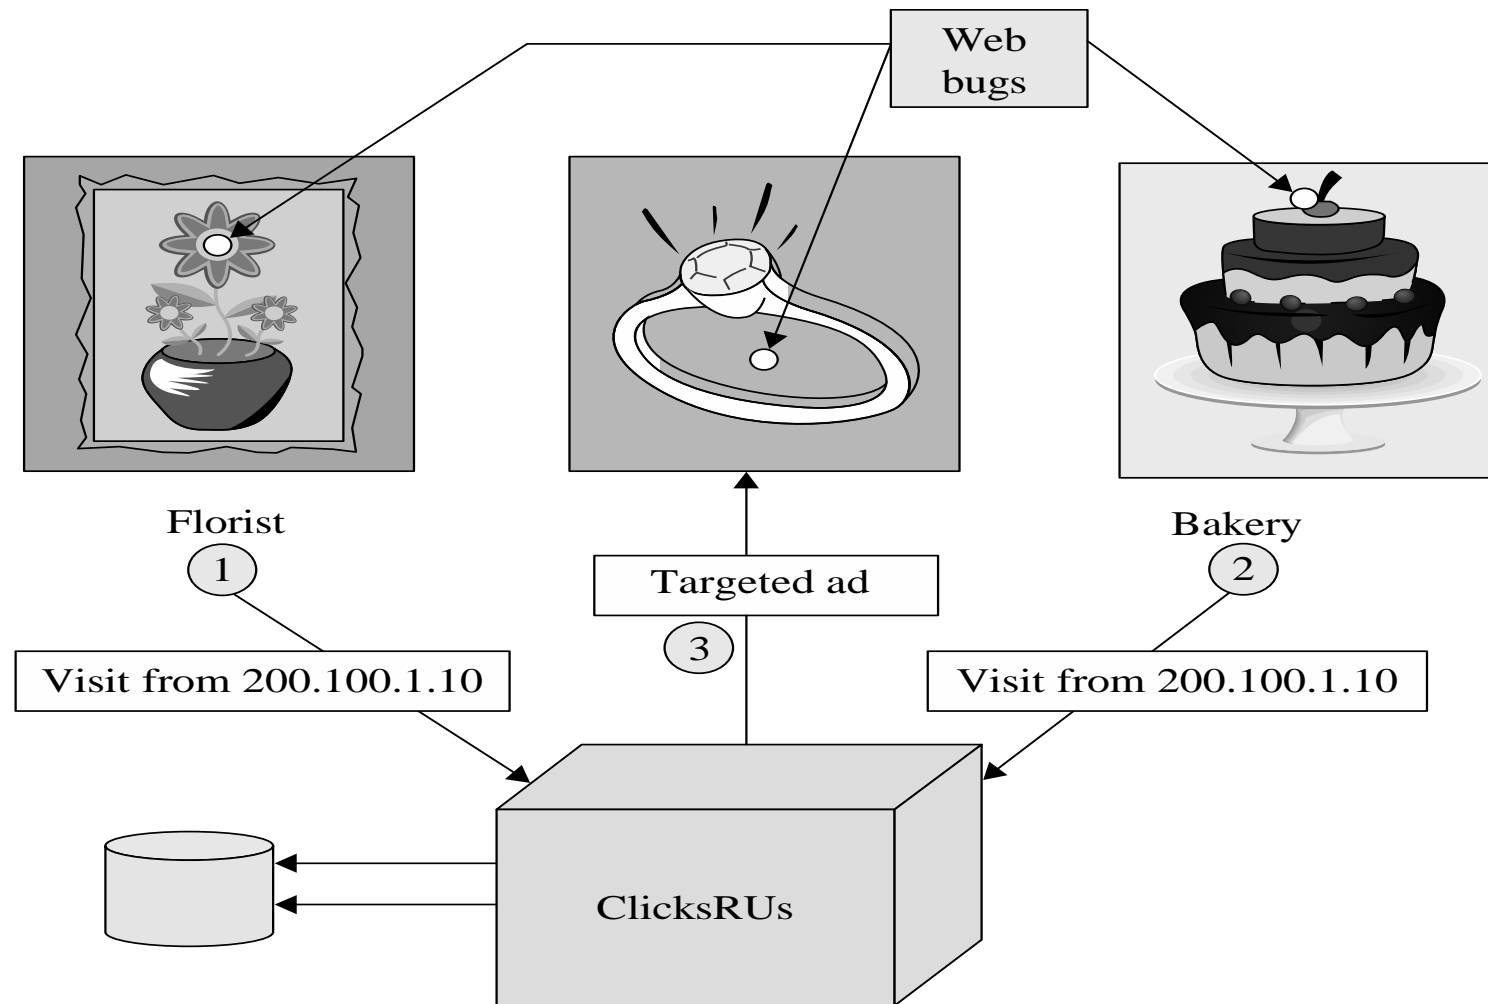 Web
bugs
Florist
Bakery
1
2
Targeted ad
3
Visit from 200.100.1.10
Visit from 200.100.1.10
ClicksRUs